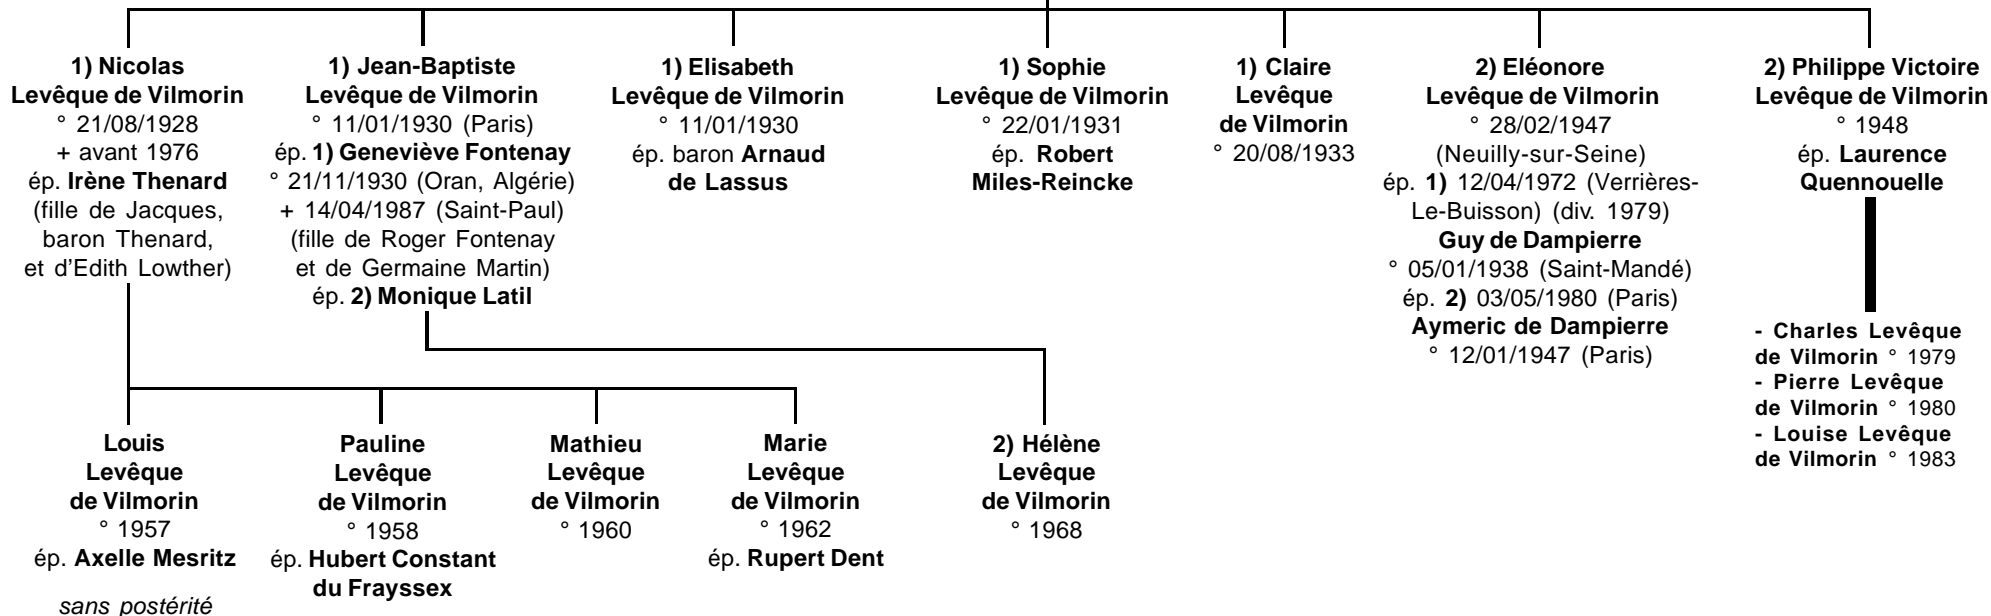 1) Nicolas
Levêque de Vilmorin
° 21/08/1928
+ avant 1976
ép. Irène Thenard
(fille de Jacques,
baron Thenard,
et d'Edith Lowther)
1) Jean-Baptiste
Levêque de Vilmorin
° 11/01/1930 (Paris)
ép. 1) Geneviève Fontenay
° 21/11/1930 (Oran, Algérie)
+ 14/04/1987 (Saint-Paul)
(fille de Roger Fontenay
et de Germaine Martin)
ép. 2) Monique Latil
1) Elisabeth
Levêque de Vilmorin
° 11/01/1930
ép. baron Arnaud
de Lassus
1) Sophie
Levêque de Vilmorin
° 22/01/1931
ép. Robert
Miles-Reincke
1) Claire
Levêque
de Vilmorin
° 20/08/1933
2) Eléonore
Levêque de Vilmorin
° 28/02/1947
(Neuilly-sur-Seine)
ép. 1) 12/04/1972 (Verrières-
Le-Buisson) (div. 1979)
Guy de Dampierre
° 05/01/1938 (Saint-Mandé)
ép. 2) 03/05/1980 (Paris)
Aymeric de Dampierre
° 12/01/1947 (Paris)
2) Philippe Victoire
Levêque de Vilmorin
° 1948
ép. Laurence
Quennouelle
- Charles Levêque
de Vilmorin ° 1979
- Pierre Levêque
de Vilmorin ° 1980
- Louise Levêque
de Vilmorin ° 1983
Louis
Levêque
de Vilmorin
° 1957
ép. Axelle Mesritz
sans postérité
Pauline
Levêque
de Vilmorin
° 1958
ép. Hubert Constant
du Frayssex
Mathieu
Levêque
de Vilmorin
° 1960
Marie
Levêque
de Vilmorin
° 1962
ép. Rupert Dent
2) Hélène
Levêque
de Vilmorin
° 1968